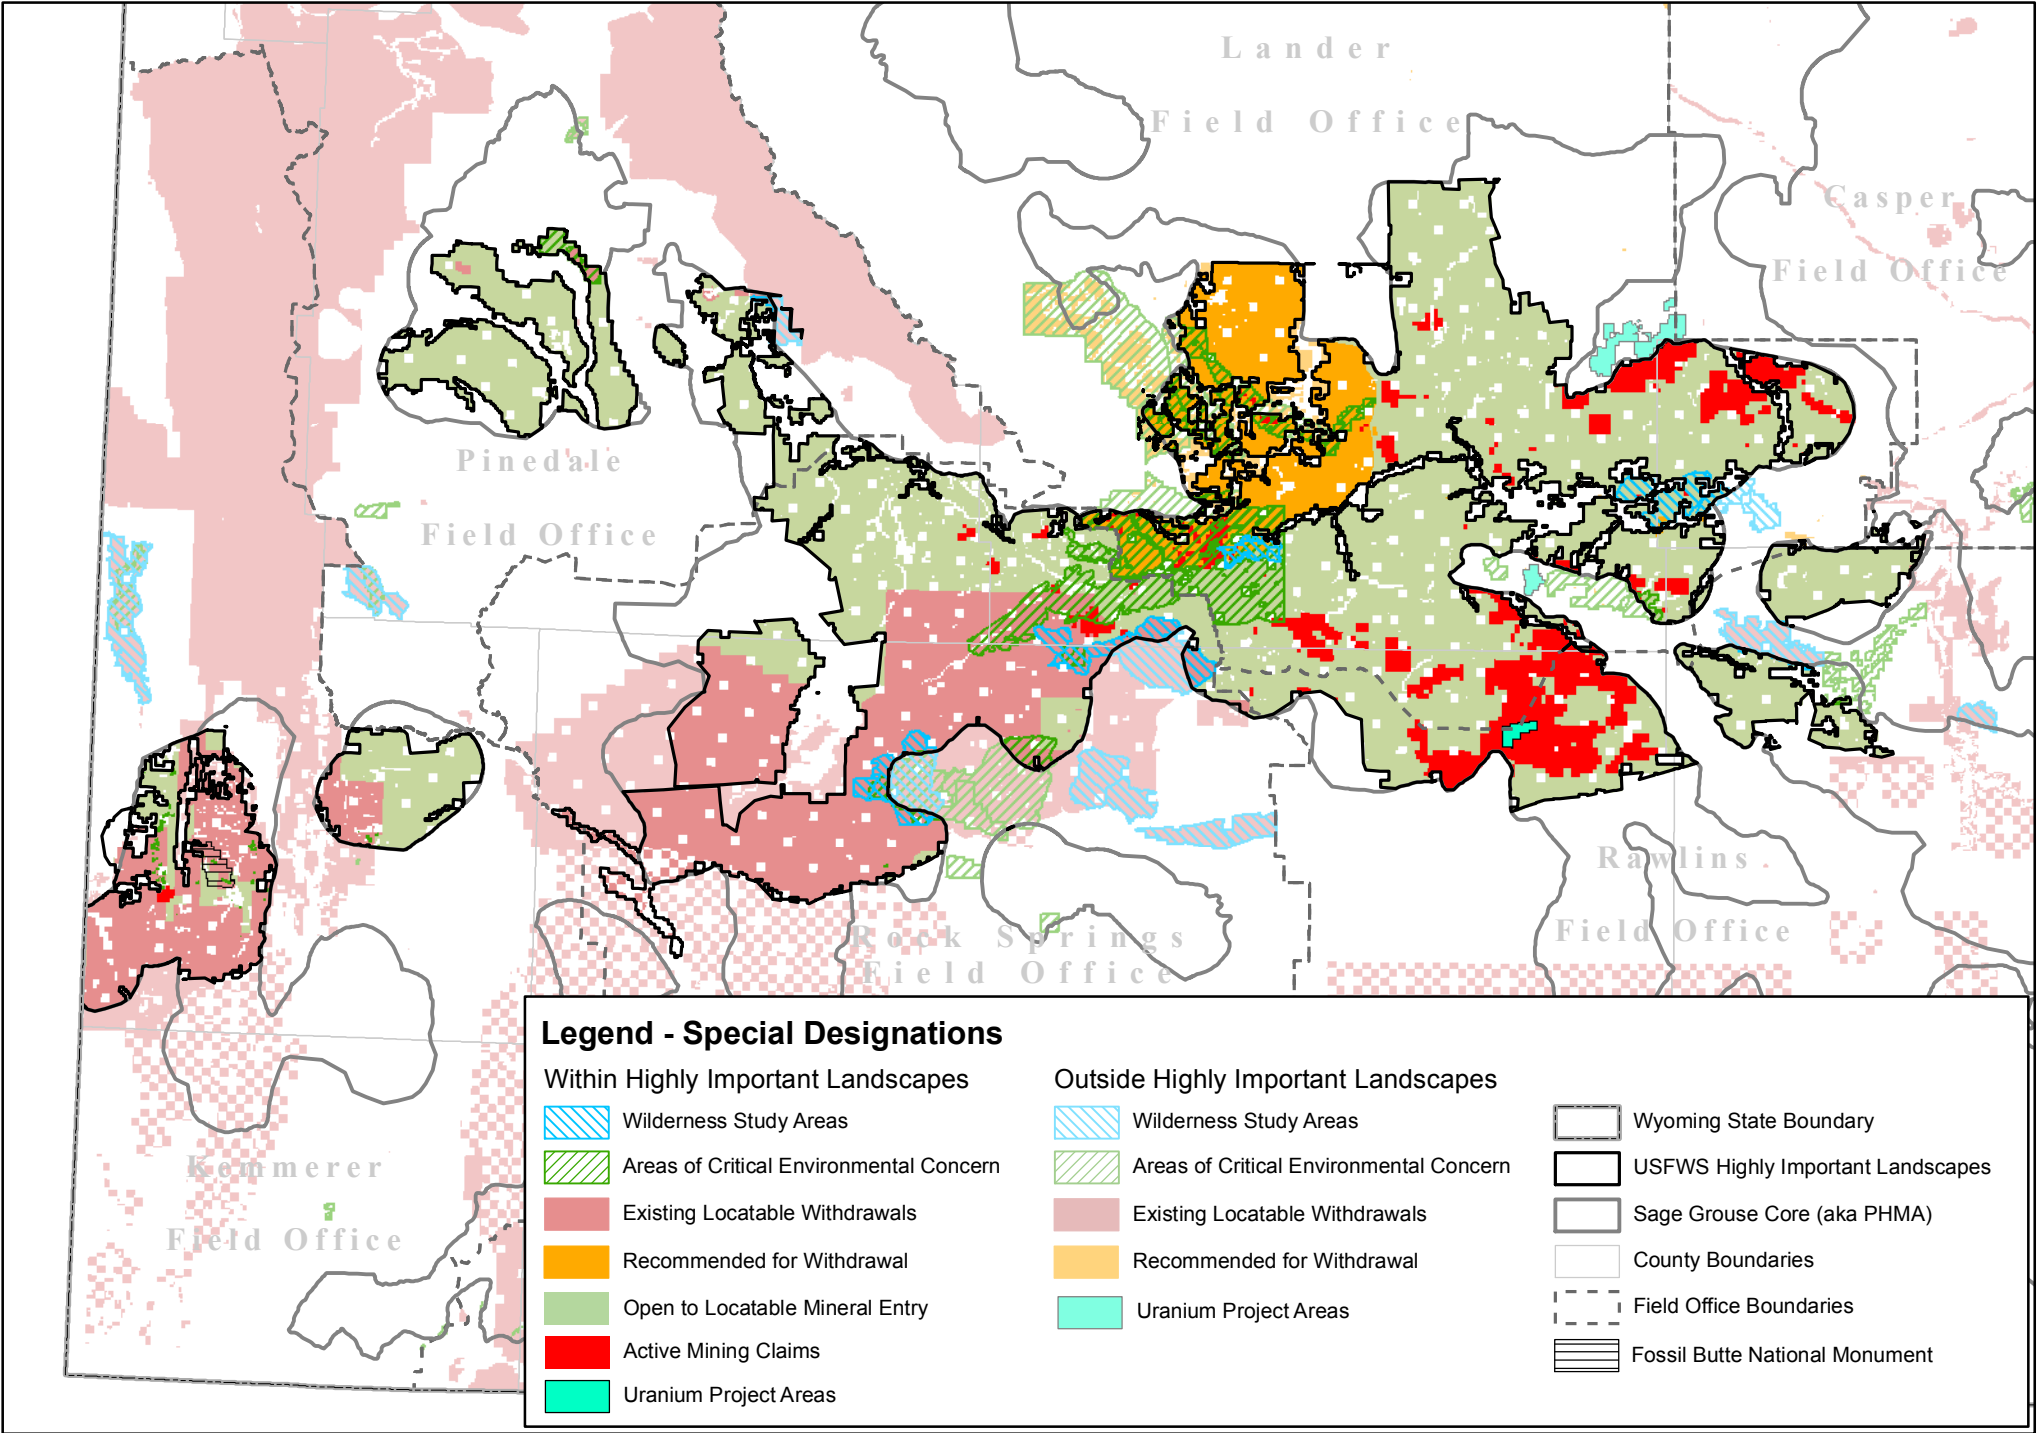 Lander
Field Office
Casper
Field Office
Pinedale
Field Office
Rawlins
Field Office
Rock Springs
Field Office
Kemmerer
Field Office
Legend - Special Designations
Within Highly Important Landscapes
Wilderness Study Areas
Areas of Critical Environmental Concern
Existing Locatable Withdrawals
Recommended for Withdrawal
Open to Locatable Mineral Entry
Active Mining Claims
Uranium Project Areas
Outside Highly Important Landscapes
Wilderness Study Areas
Areas of Critical Environmental Concern
Existing Locatable Withdrawals
Recommended for Withdrawal
Uranium Project Areas
Wyoming State Boundary
USFWS Highly Important Landscapes
Sage Grouse Core (aka PHMA)
County Boundaries
Field Office Boundaries
Fossil Butte National Monument